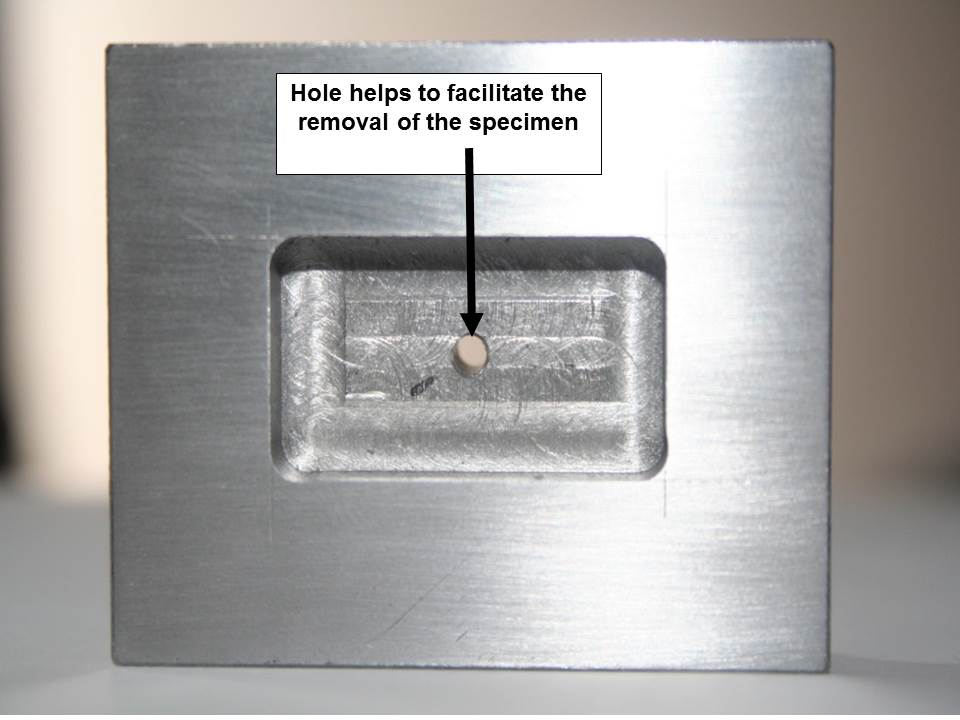 Hole helps to facilitate the
removal of the specimen